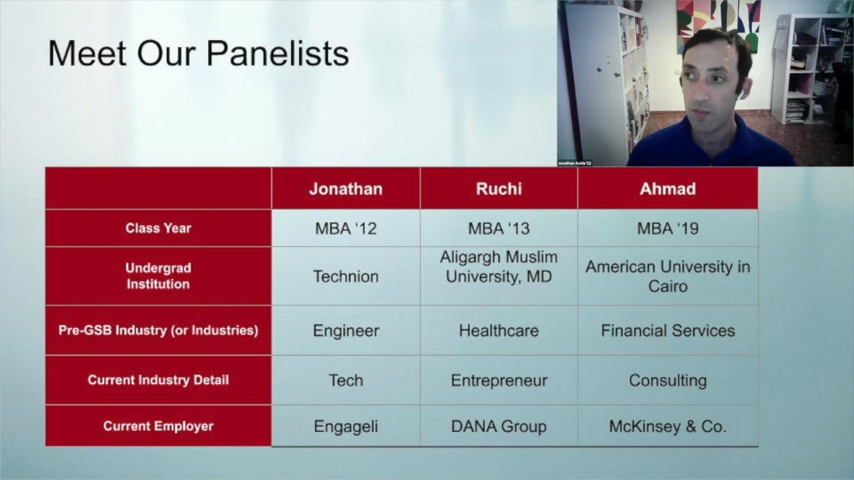 Meet Our Panelists
Jonathan Ruchi Ahmad
Class Year MBA ‘12 MBA ‘13 MBA ‘19
Undergrad
Institution
Technion
Aligargh Muslim
University, MD
American University in
Cairo
Pre-GSB Industry (or Industries) Engineer Healthcare Financial Services
Current Industry Detail Tech Entrepreneur Consulting
Current Employer Engageli DANA Group McKinsey & Co.